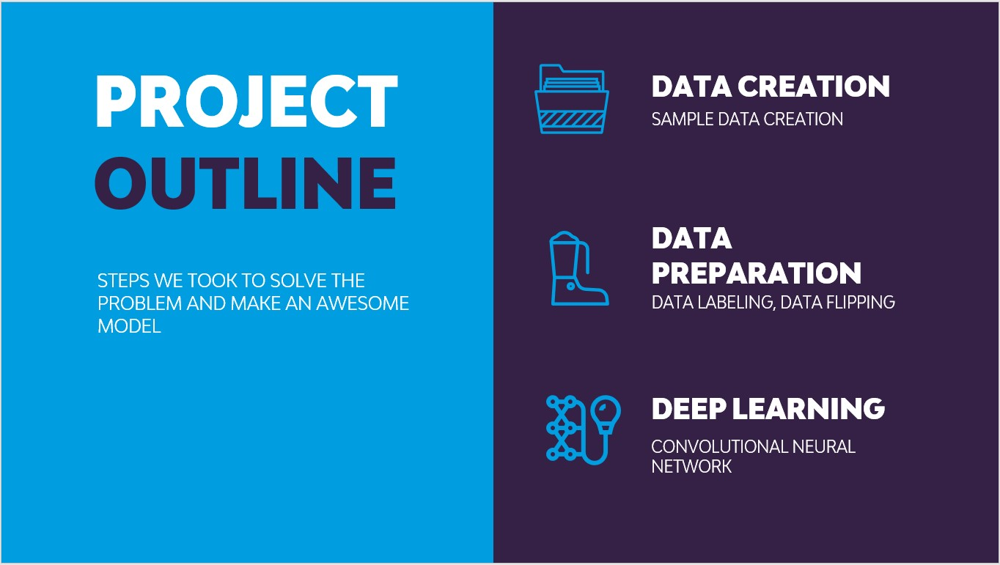 PROJECT
OUTLINE
STEPS WE TOOK TO SOLVE THE
PROBLEM AND MAKE AN AWESOME
MODEL
DATA CREATION
SAMPLE DATA CREATION
DATA
PREPARATION
DATA LABELING, DATA FLIPPING
DEEP LEARNING
CONVOLUTIONAL NEURAL
NETWORK